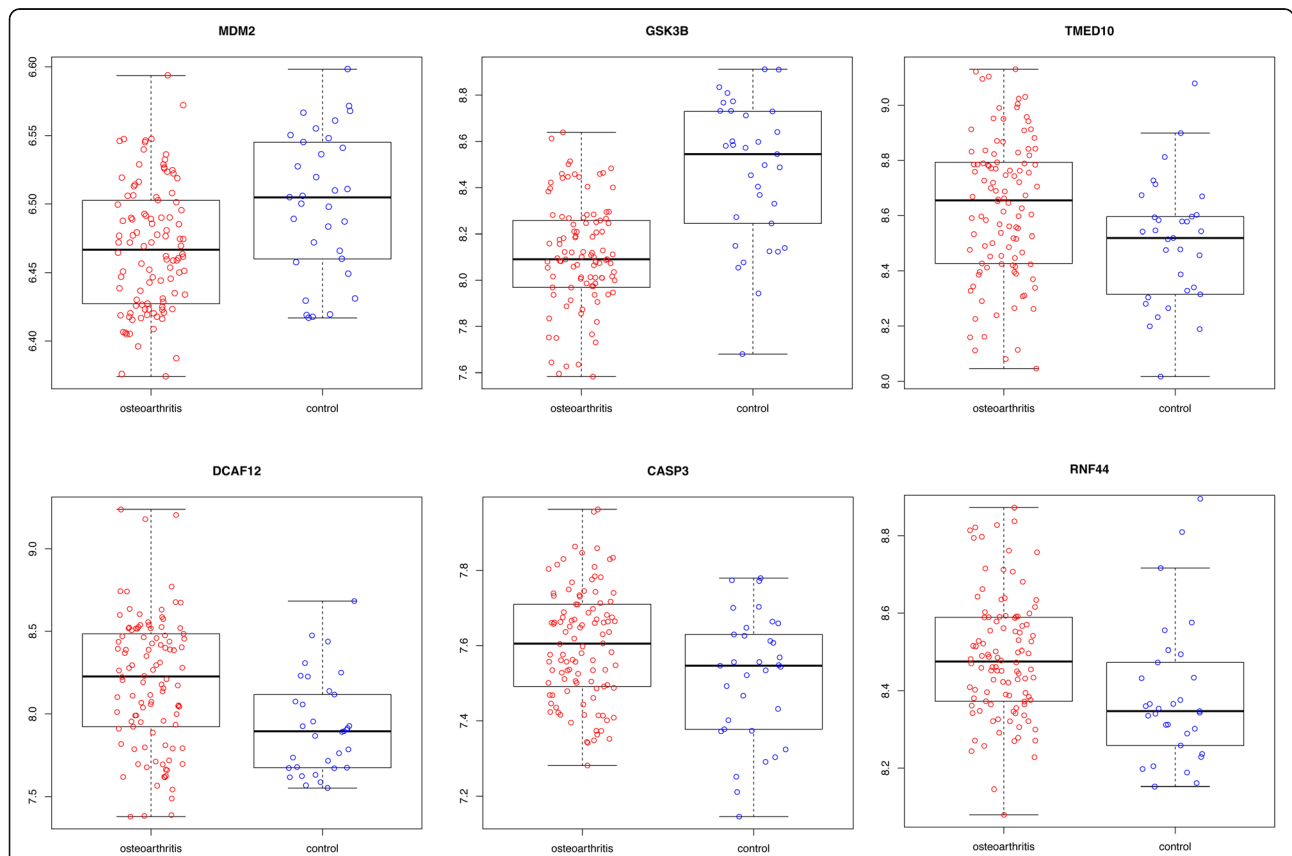 MDM2
6.60
6.55
6.50
6.45
6.40
osteoarthritis control
GSK3B
8.8
8.6
8.4
8.2
8.0
7.8
7.6
osteoarthritis control
TMED10
9.0
8.8
8.6
8.4
8.2
8.0
osteoarthritis control
DCAF12
9.0
8.5
8.0
7.5
osteoarthritis control
CASP3
7.8
7.6
7.4
7.2
osteoarthritis control
RNF44
8.8
8.6
8.4
8.2
osteoarthritis control